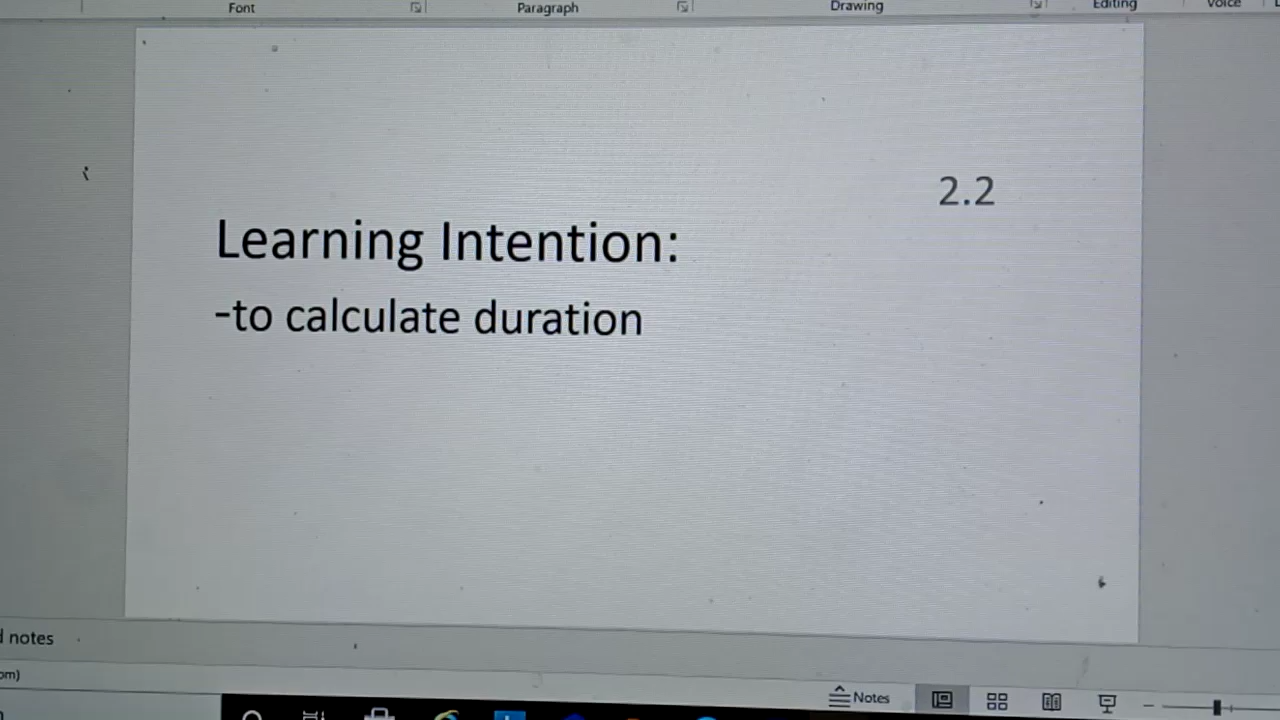 Font Paragraph Drawing Editing Voice
2.2
Learning Intention:
-to calculate duration
notes
Notes